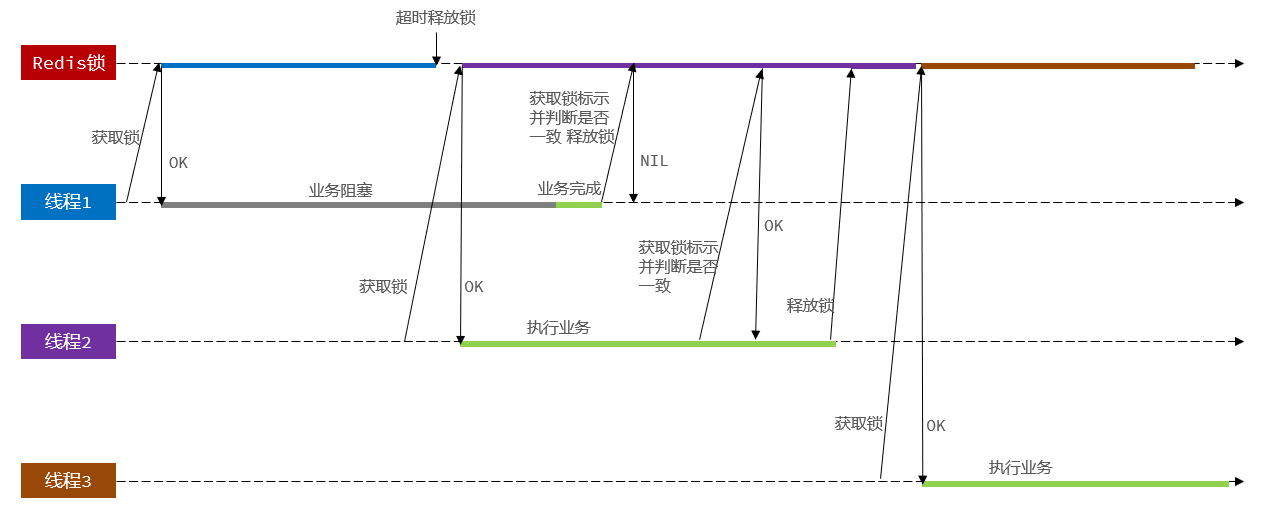 超时释放锁
Redis锁
获取锁标示
并判断是否
一致 释放锁
获取锁
OK
NIL
线程1
业务阻塞
业务完成
OK
获取锁标示
并判断是否
一致
获取锁
OK
释放锁
线程2
执行业务
获取锁
OK
线程3
执行业务